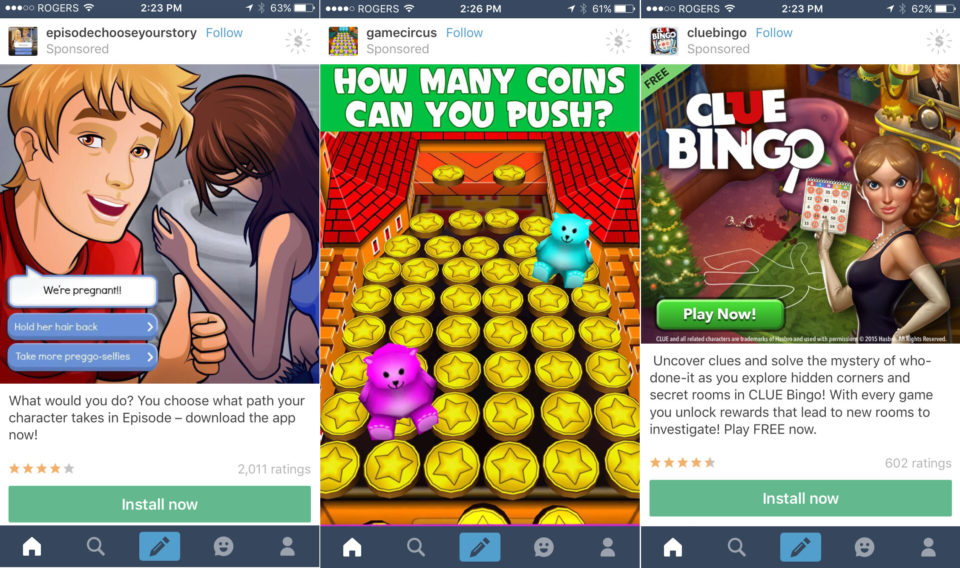 ROGERS 2:23 PM 63%
episodechooseyourstory Follow
Sponsored
We're pregnant!!
Hold her hair back
Take more preggo-selfies
What would you do? You choose what path your
character takes in Episode – download the app
now!
2,011 ratings
Install now
ROGERS 2:26 PM 61%
gamecircus Follow
Sponsored
HOW MANY COINS
CAN YOU PUSH?
ROGERS 2:23 PM 62%
cluebingo Follow
Sponsored
FREE
CLUE
BINGO
Play Now!
CLUE and all related characters are trademarks of Hasbro and used with permission. © 2015 Hasbro. All Rights Reserved.
Uncover clues and solve the mystery of who-
done-it as you explore hidden corners and
secret rooms in CLUE Bingo! With every game
you unlock rewards that lead to new rooms to
investigate! Play FREE now.
602 ratings
Install now